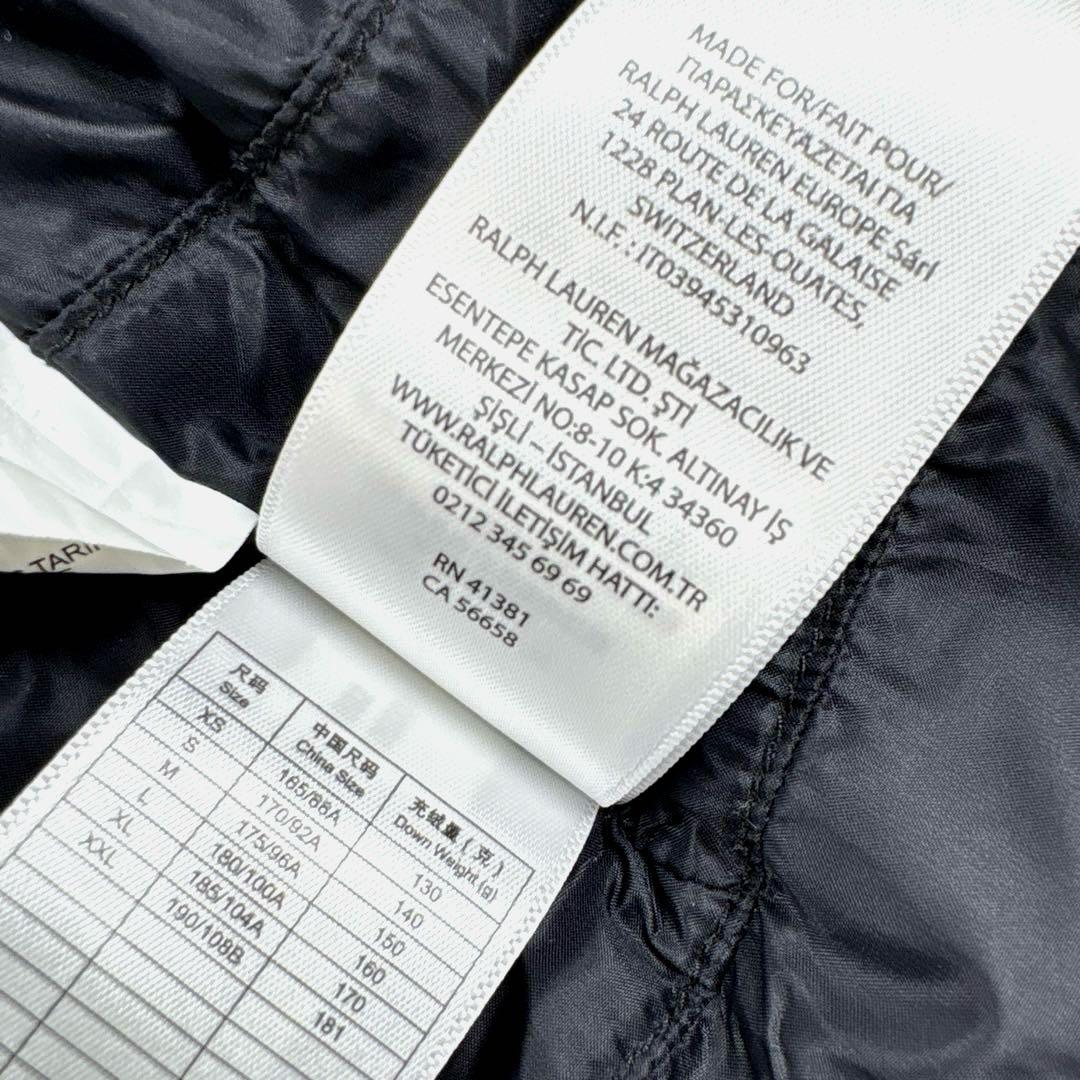 MADE FOR/FAIT POUR/
ΠΑΡΑΣΚΕΥΑΖΕΤΑΙ ΓΙΑ
RALPH LAUREN EUROPE Sárl
24 ROUTE DE LA GALAISE
1228 PLAN-LES-OUATES,
SWITZERLAND
N.I.F. : IT03945310963
RALPH LAUREN MAĞAZACILIK VE
TİC. LTD. ŞTİ
ESENTEPE KASAP SOK. ALTINAY İŞ
MERKEZİ NO:8-10 K:4 34360
ŞİŞLİ – İSTANBUL
WWW.RALPHLAUREN.COM.TR
TÜKETİCİ İLETİŞİM HATTI:
0212 345 69 69
RN 41381
CA 56658
尺码 中国尺码 充绒量(克)
Size China Size Down Weight (g)
XS 165/88A 130
S 170/92A 140
M 175/96A 150
L 180/100A 160
XL 185/104A 170
XXL 190/108B 181